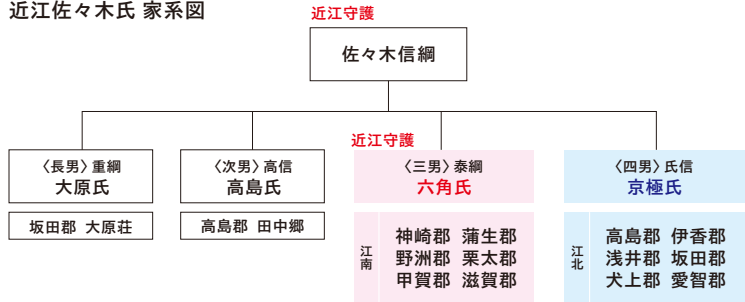 近江佐々木氏 家系図
近江守護
佐々木信綱
〈長男〉重綱
大原氏
坂田郡 大原荘
〈次男〉高信
高島氏
高島郡 田中郷
近江守護
〈三男〉泰綱
六角氏
江南
神崎郡 蒲生郡
野洲郡 栗太郡
甲賀郡 滋賀郡
〈四男〉氏信
京極氏
江北
高島郡 伊香郡
浅井郡 坂田郡
犬上郡 愛智郡